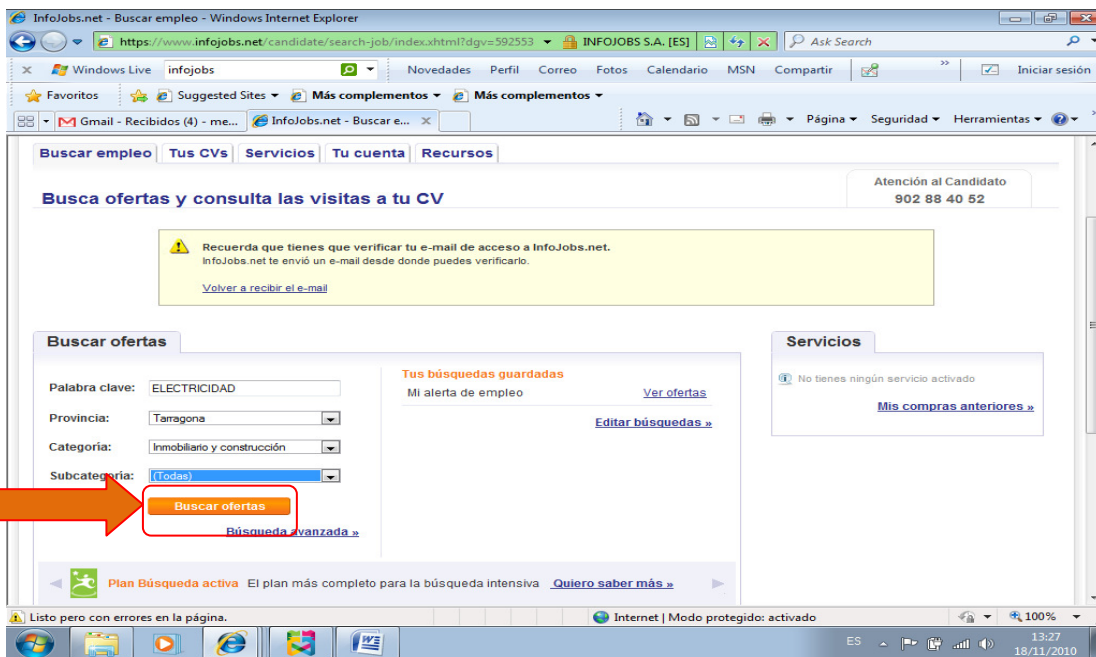 InfoJobs.net - Buscar empleo - Windows Internet Explorer
https://www.infojobs.net/candidate/search-job/index.xhtml?dgv=592553 INFOJOBS S.A. [ES] Ask Search
Windows Live infojobs Novedades Perfil Correo Fotos Calendario MSN Compartir » Iniciar sesión
Favoritos Suggested Sites Más complementos Más complementos
Gmail - Recibidos (4) - me... InfoJobs.net - Buscar e... Página Seguridad Herramientas »
Buscar empleo Tus CVs Servicios Tu cuenta Recursos
Atención al Candidato
902 88 40 52
Busca ofertas y consulta las visitas a tu CV
Recuerda que tienes que verificar tu e-mail de acceso a InfoJobs.net.
InfoJobs.net te envió un e-mail desde donde puedes verificarlo.
Volver a recibir el e-mail
Buscar ofertas
Palabra clave: ELECTRICIDAD
Provincia: Tarragona
Categoría: Inmobiliario y construcción
Subcategoría: (Todas)
Buscar ofertas
Búsqueda avanzada »
Tus búsquedas guardadas
Mi alerta de empleo Ver ofertas
Editar búsquedas »
Servicios
No tienes ningún servicio activado
Mis compras anteriores »
Plan Búsqueda activa El plan más completo para la búsqueda intensiva Quiero saber más »
Listo pero con errores en la página. Internet | Modo protegido: activado 100%
ES 13:27
18/11/2010